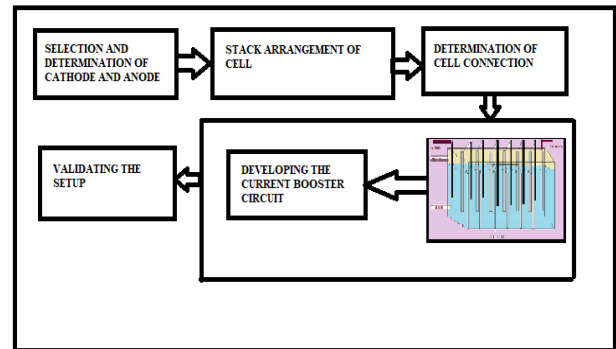 SELECTION AND
DETERMINATION OF
CATHODE AND ANODE
STACK ARRANGEMENT OF
CELL
DETERMINATION OF
CELL CONNECTION
VALIDATING THE
SETUP
DEVELOPING THE
CURRENT BOOSTER
CIRCUIT